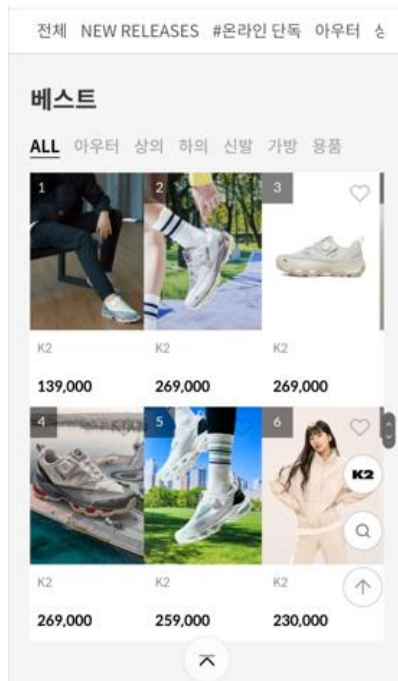 전체 NEW RELEASES #온라인 단독 아우터
베스트
ALL 아우터 상의 하의 신발 가방 용품
1 2 3
K2 K2 K2
139,000 269,000 269,000
4 5 6
K2
K2 K2 K2
269,000 259,000 230,000